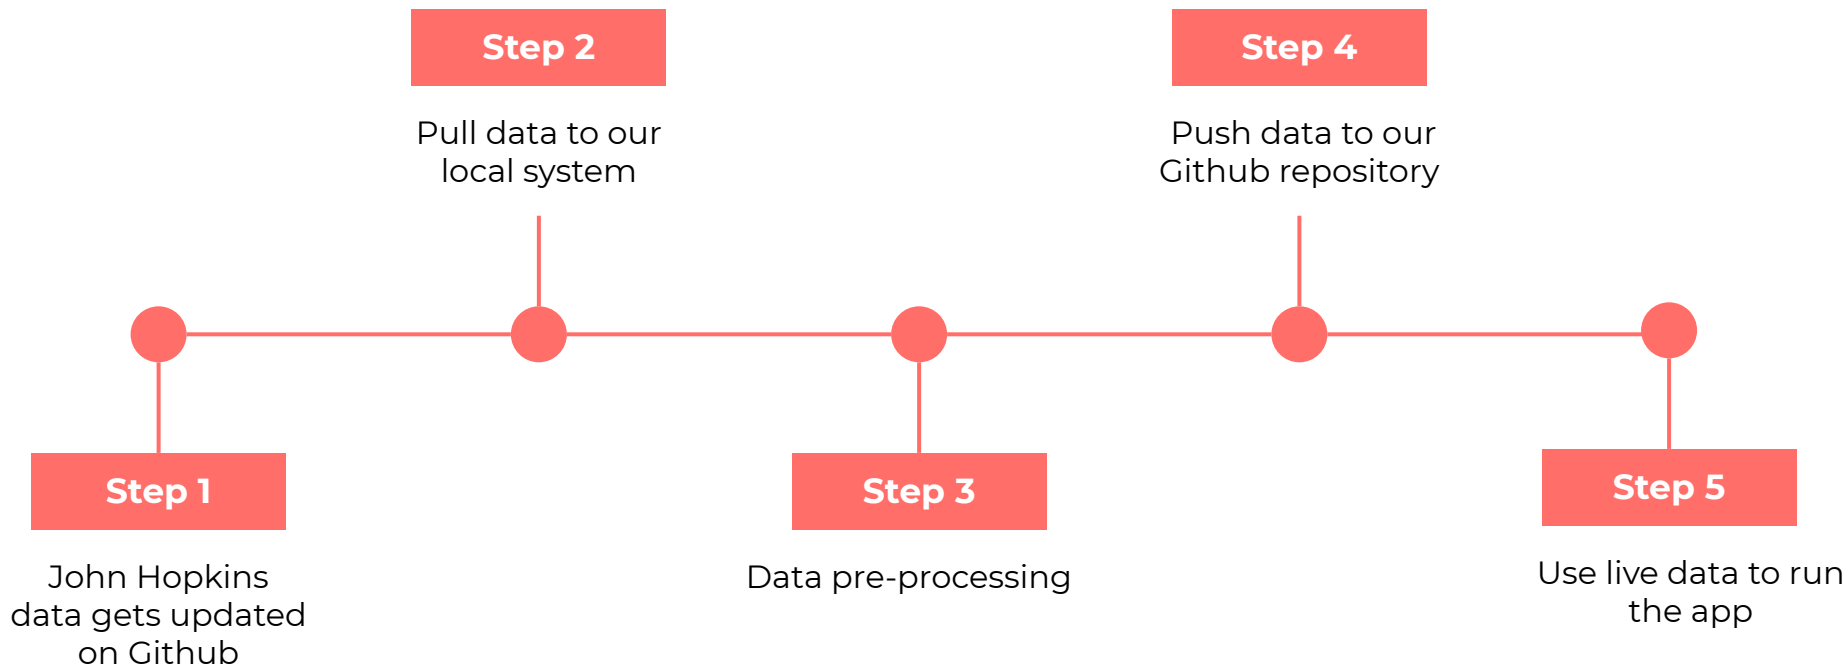 Step 1
John Hopkins
data gets updated
on Github
Step 2
Pull data to our
local system
Step 3
Data pre-processing
Step 4
Push data to our
Github repository
Step 5
Use live data to run
the app